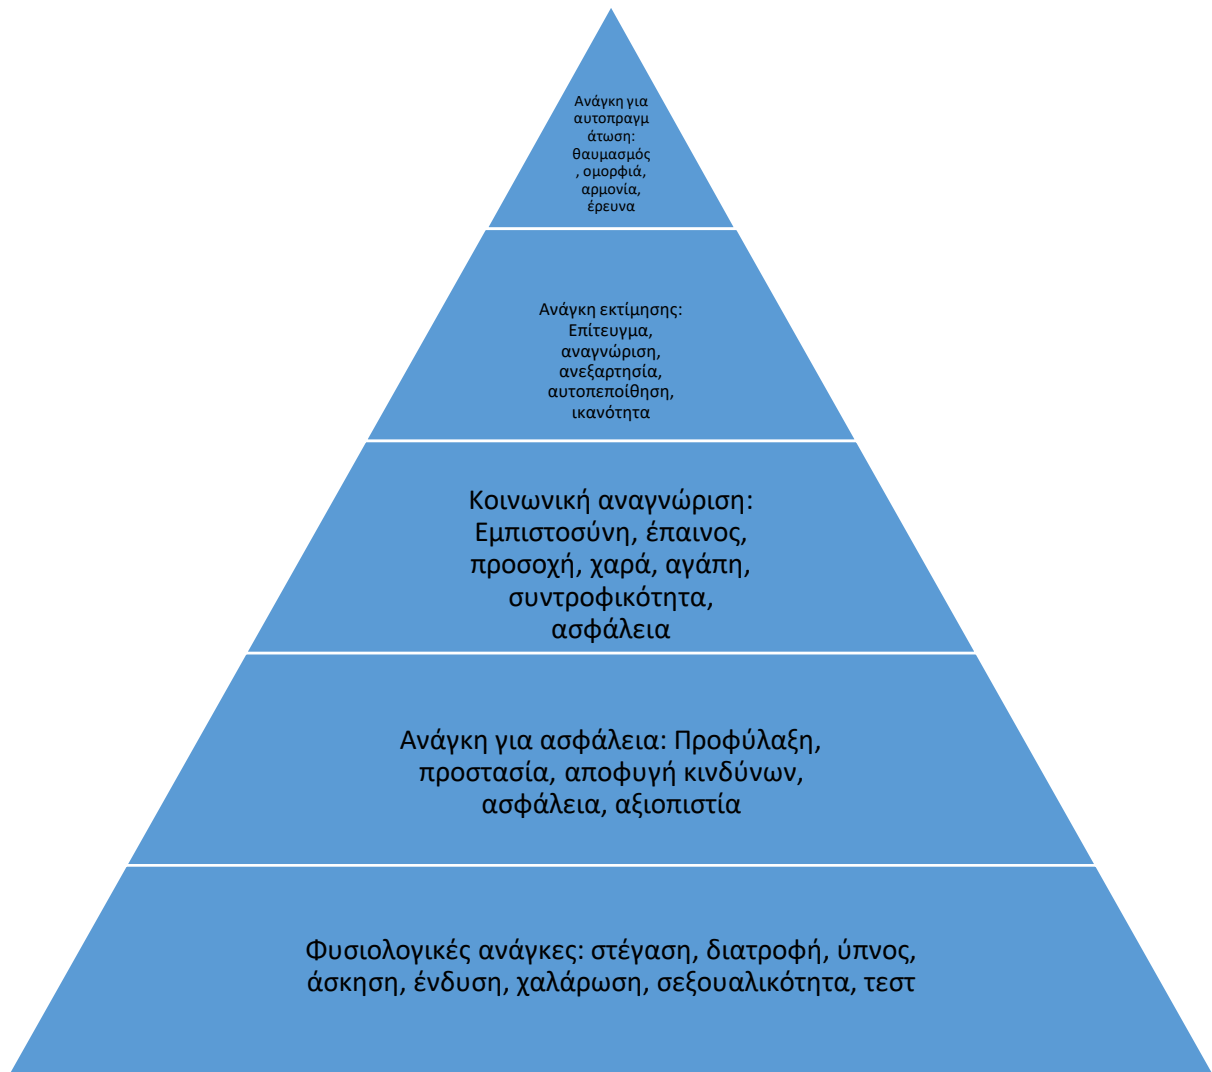 Ανάγκη για
αυτοπραγμ
άτωση:
θαυμασμός
, ομορφιά,
αρμονία,
έρευνα
Ανάγκη εκτίμησης:
Επίτευγμα,
αναγνώριση,
ανεξαρτησία,
αυτοπεποίθηση,
ικανότητα
Κοινωνική αναγνώριση:
Εμπιστοσύνη, έπαινος,
προσοχή, χαρά, αγάπη,
συντροφικότητα,
ασφάλεια
Ανάγκη για ασφάλεια: Προφύλαξη,
προστασία, αποφυγή κινδύνων,
ασφάλεια, αξιοπιστία
Φυσιολογικές ανάγκες: στέγαση, διατροφή, ύπνος,
άσκηση, ένδυση, χαλάρωση, σεξουαλικότητα, τεστ